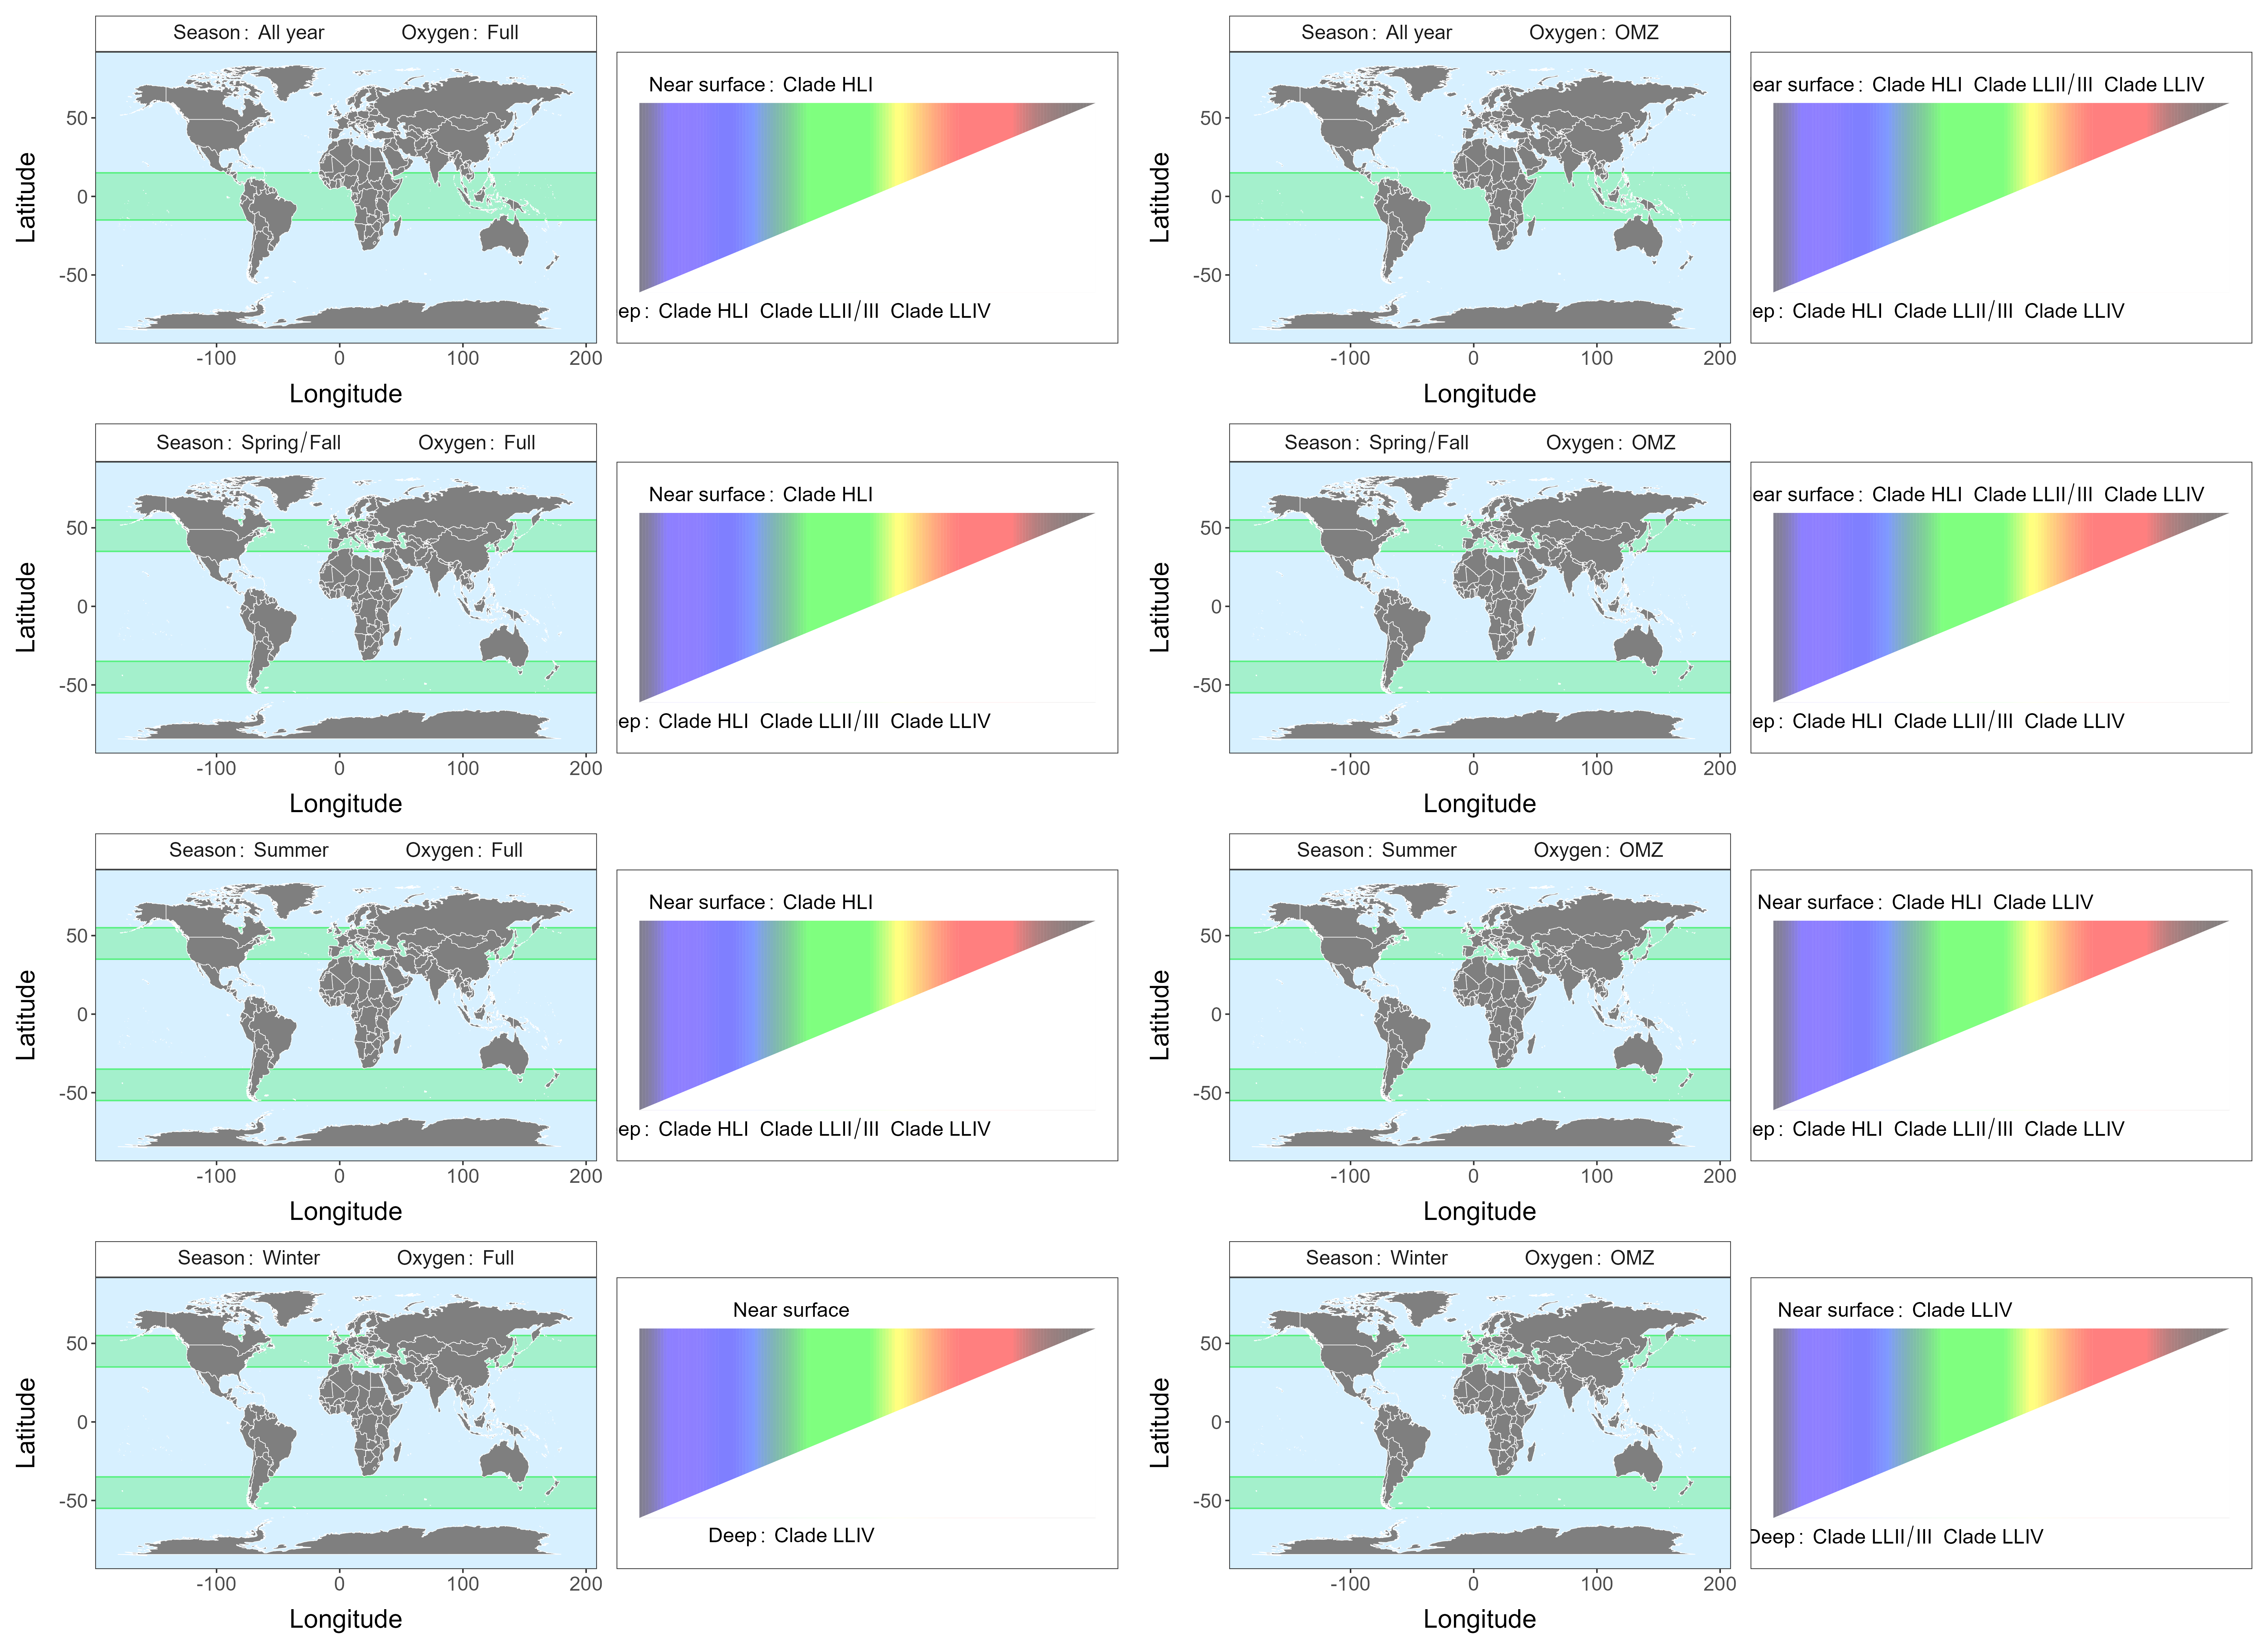 Season: All year Oxygen: Full
Latitude
50
0
-50
-100 0 100 200
Longitude
Near surface: Clade HLI
ep: Clade HLI Clade LLII/III Clade LLIV
Season: All year Oxygen: OMZ
Latitude
50
0
-50
-100 0 100 200
Longitude
ear surface: Clade HLI Clade LLII/III Clade LLIV
ep: Clade HLI Clade LLII/III Clade LLIV
Season: Spring/Fall Oxygen: Full
Latitude
50
0
-50
-100 0 100 200
Longitude
Near surface: Clade HLI
ep: Clade HLI Clade LLII/III Clade LLIV
Season: Spring/Fall Oxygen: OMZ
Latitude
50
0
-50
-100 0 100 200
Longitude
ear surface: Clade HLI Clade LLII/III Clade LLIV
ep: Clade HLI Clade LLII/III Clade LLIV
Season: Summer Oxygen: Full
Latitude
50
0
-50
-100 0 100 200
Longitude
Near surface: Clade HLI
ep: Clade HLI Clade LLII/III Clade LLIV
Season: Summer Oxygen: OMZ
Latitude
50
0
-50
-100 0 100 200
Longitude
Near surface: Clade HLI Clade LLIV
ep: Clade HLI Clade LLII/III Clade LLIV
Season: Winter Oxygen: Full
Latitude
50
0
-50
-100 0 100 200
Longitude
Near surface
Deep: Clade LLIV
Season: Winter Oxygen: OMZ
Latitude
50
0
-50
-100 0 100 200
Longitude
Near surface: Clade LLIV
Deep: Clade LLII/III Clade LLIV